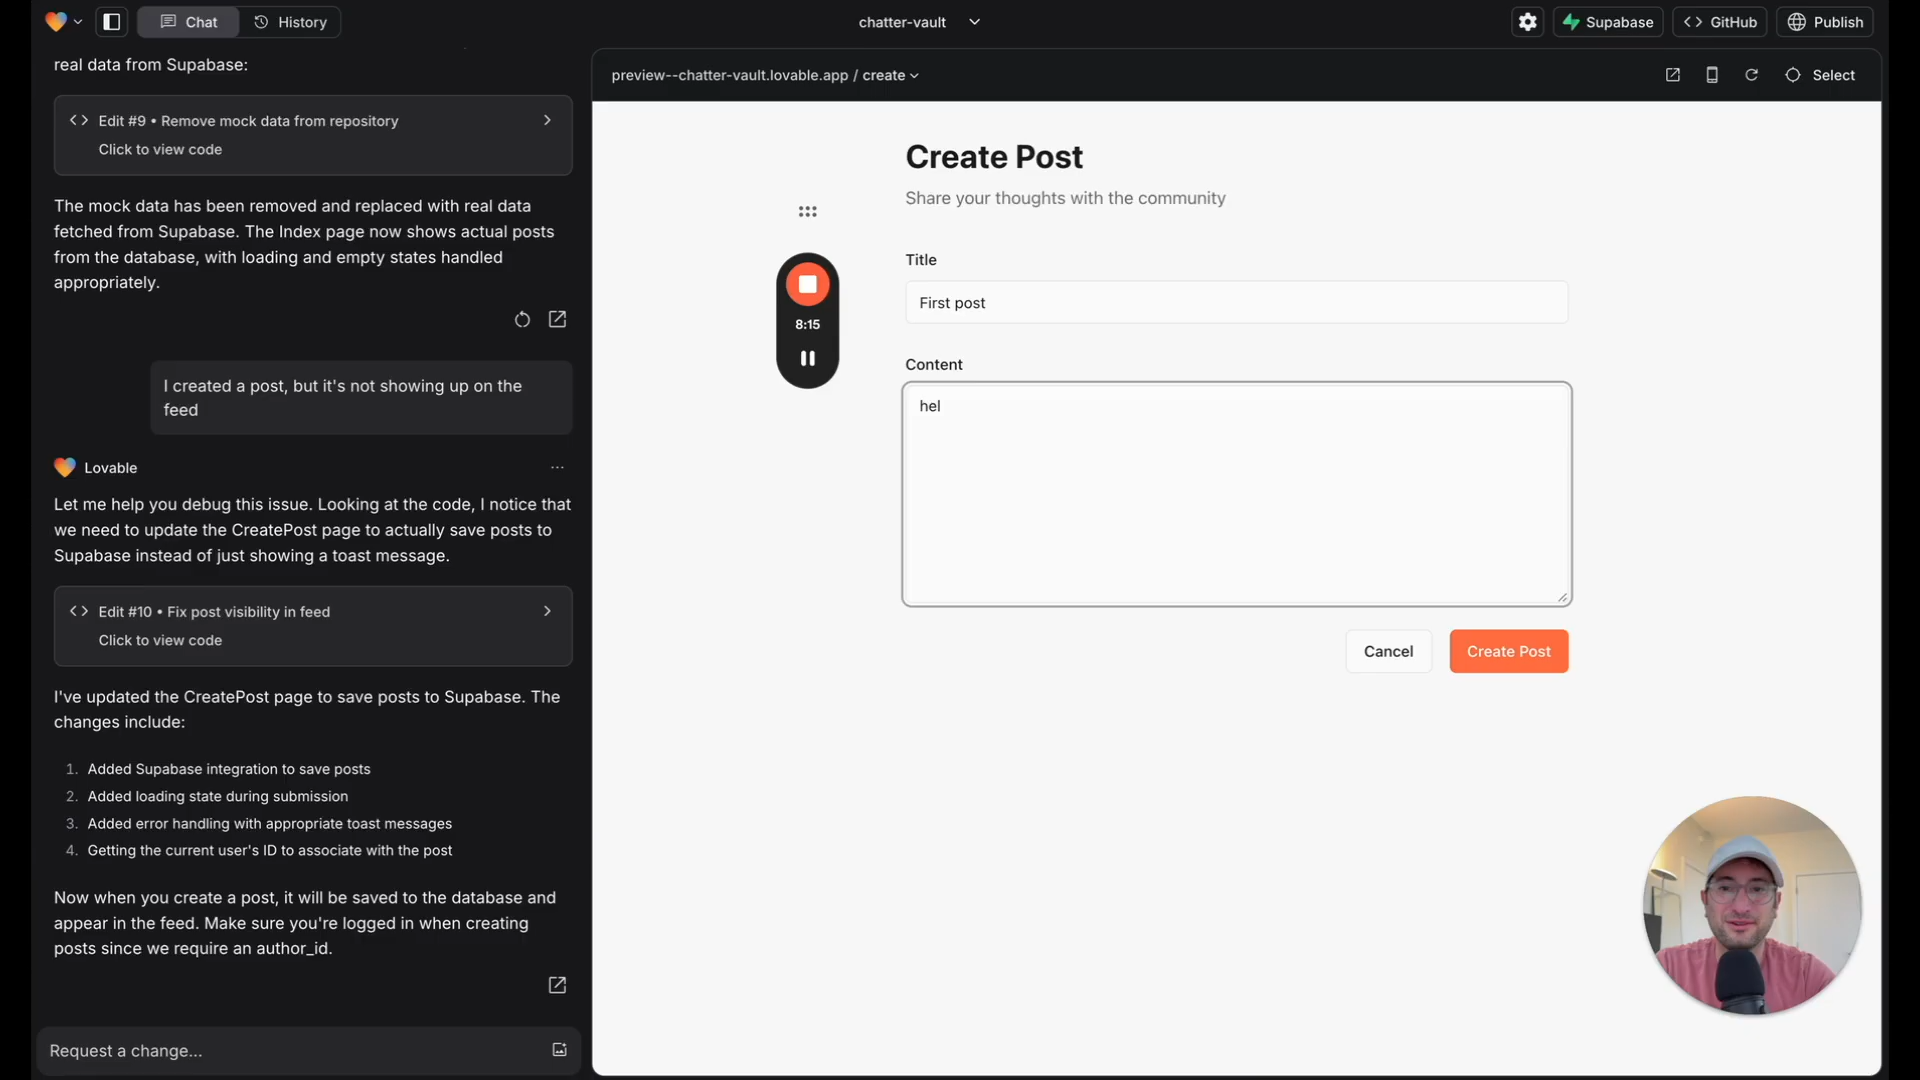 Chat
History
chatter-vault
Supabase
GitHub
Publish
real data from Supabase:
Edit #9 • Remove mock data from repository
Click to view code
The mock data has been removed and replaced with real data
fetched from Supabase. The Index page now shows actual posts
from the database, with loading and empty states handled
appropriately.
I created a post, but it's not showing up on the
feed
Lovable
Let me help you debug this issue. Looking at the code, I notice that
we need to update the CreatePost page to actually save posts to
Supabase instead of just showing a toast message.
Edit #10 • Fix post visibility in feed
Click to view code
I've updated the CreatePost page to save posts to Supabase. The
changes include:
1. Added Supabase integration to save posts
2. Added loading state during submission
3. Added error handling with appropriate toast messages
4. Getting the current user's ID to associate with the post
Now when you create a post, it will be saved to the database and
appear in the feed. Make sure you're logged in when creating
posts since we require an author_id.
Request a change...
preview--chatter-vault.lovable.app / create
Select
Create Post
Share your thoughts with the community
8:15
Title
First post
Content
hel
Cancel
Create Post